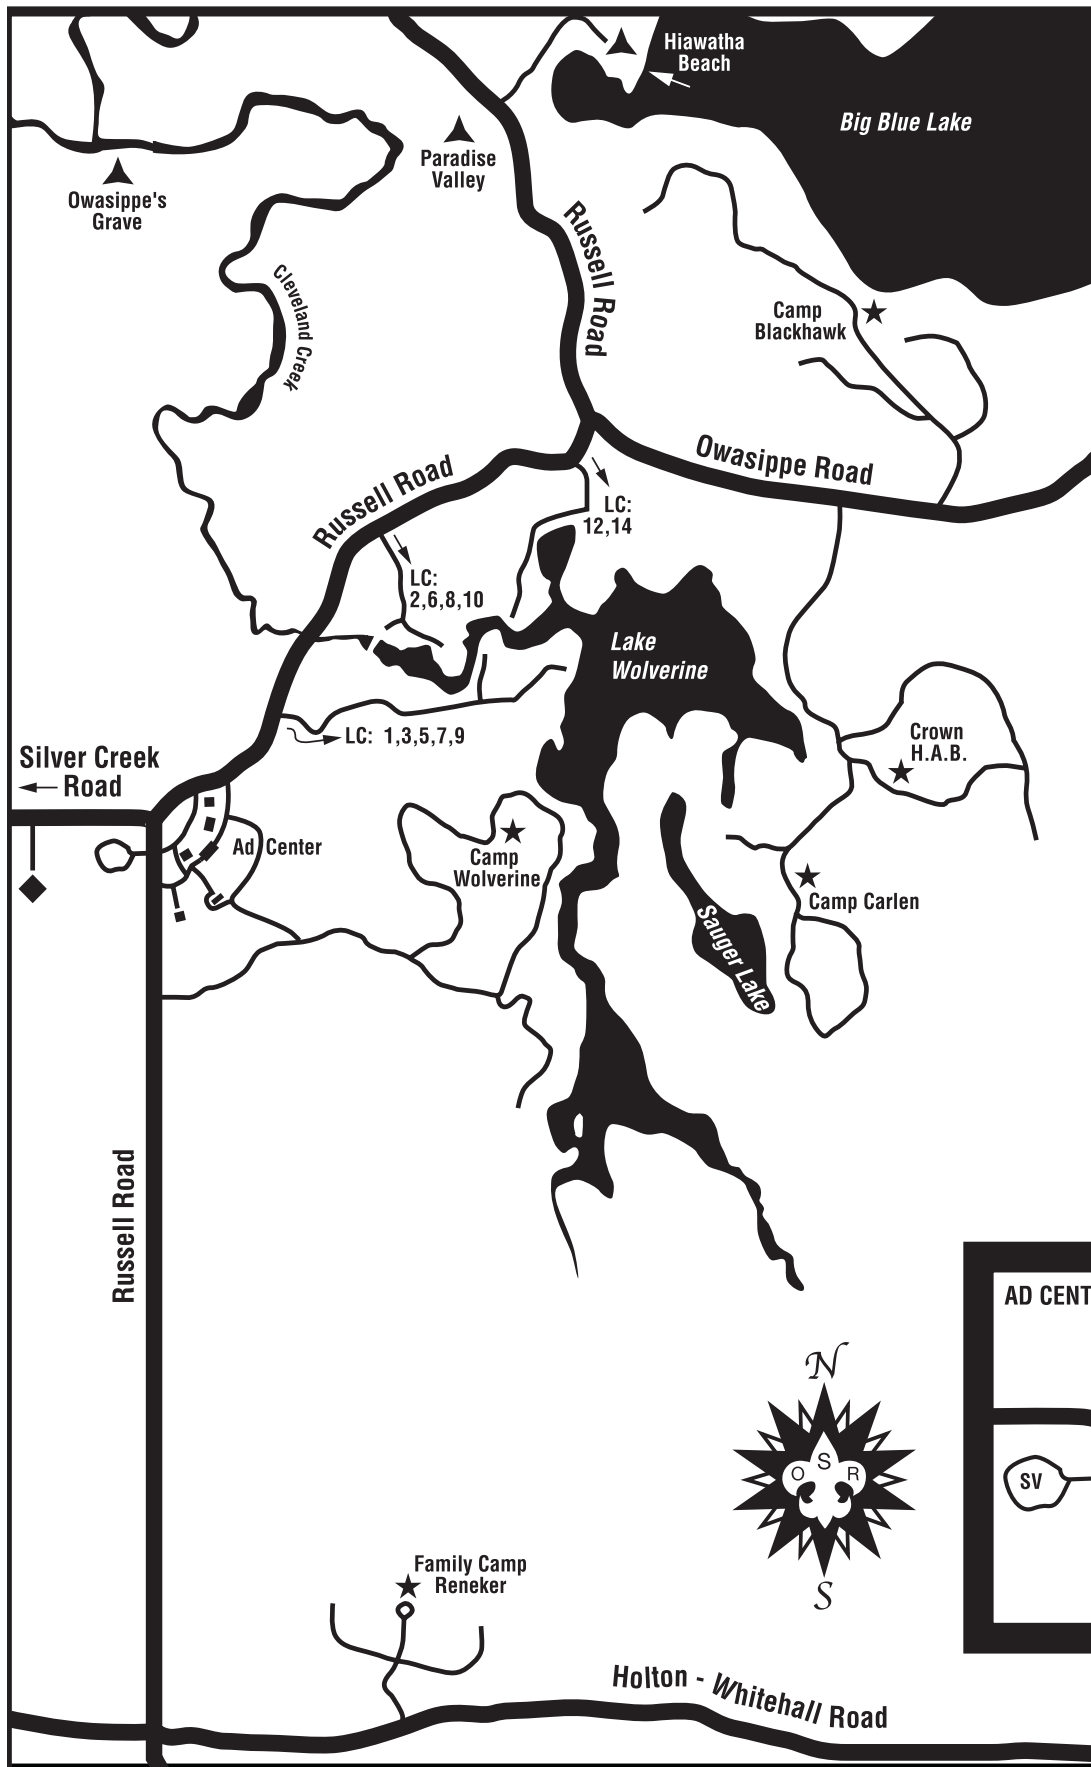 Hiawatha
Beach
Big Blue Lake
Paradise
Valley
Owasippe's
Grave
Russell Road
Cleveland Creek
Camp
Blackhawk
Owasippe Road
Russell Road
LC:
12,14
LC:
2,6,8,10
Lake
Wolverine
Crown
H.A.B.
LC: 1,3,5,7,9
Silver Creek
Road
Ad Center
Camp
Wolverine
Camp Carlen
Sauger Lake
Russell Road
AD CENT
N
S
O
R
SV
S
Family Camp
Reneker
Holton - Whitehall Road